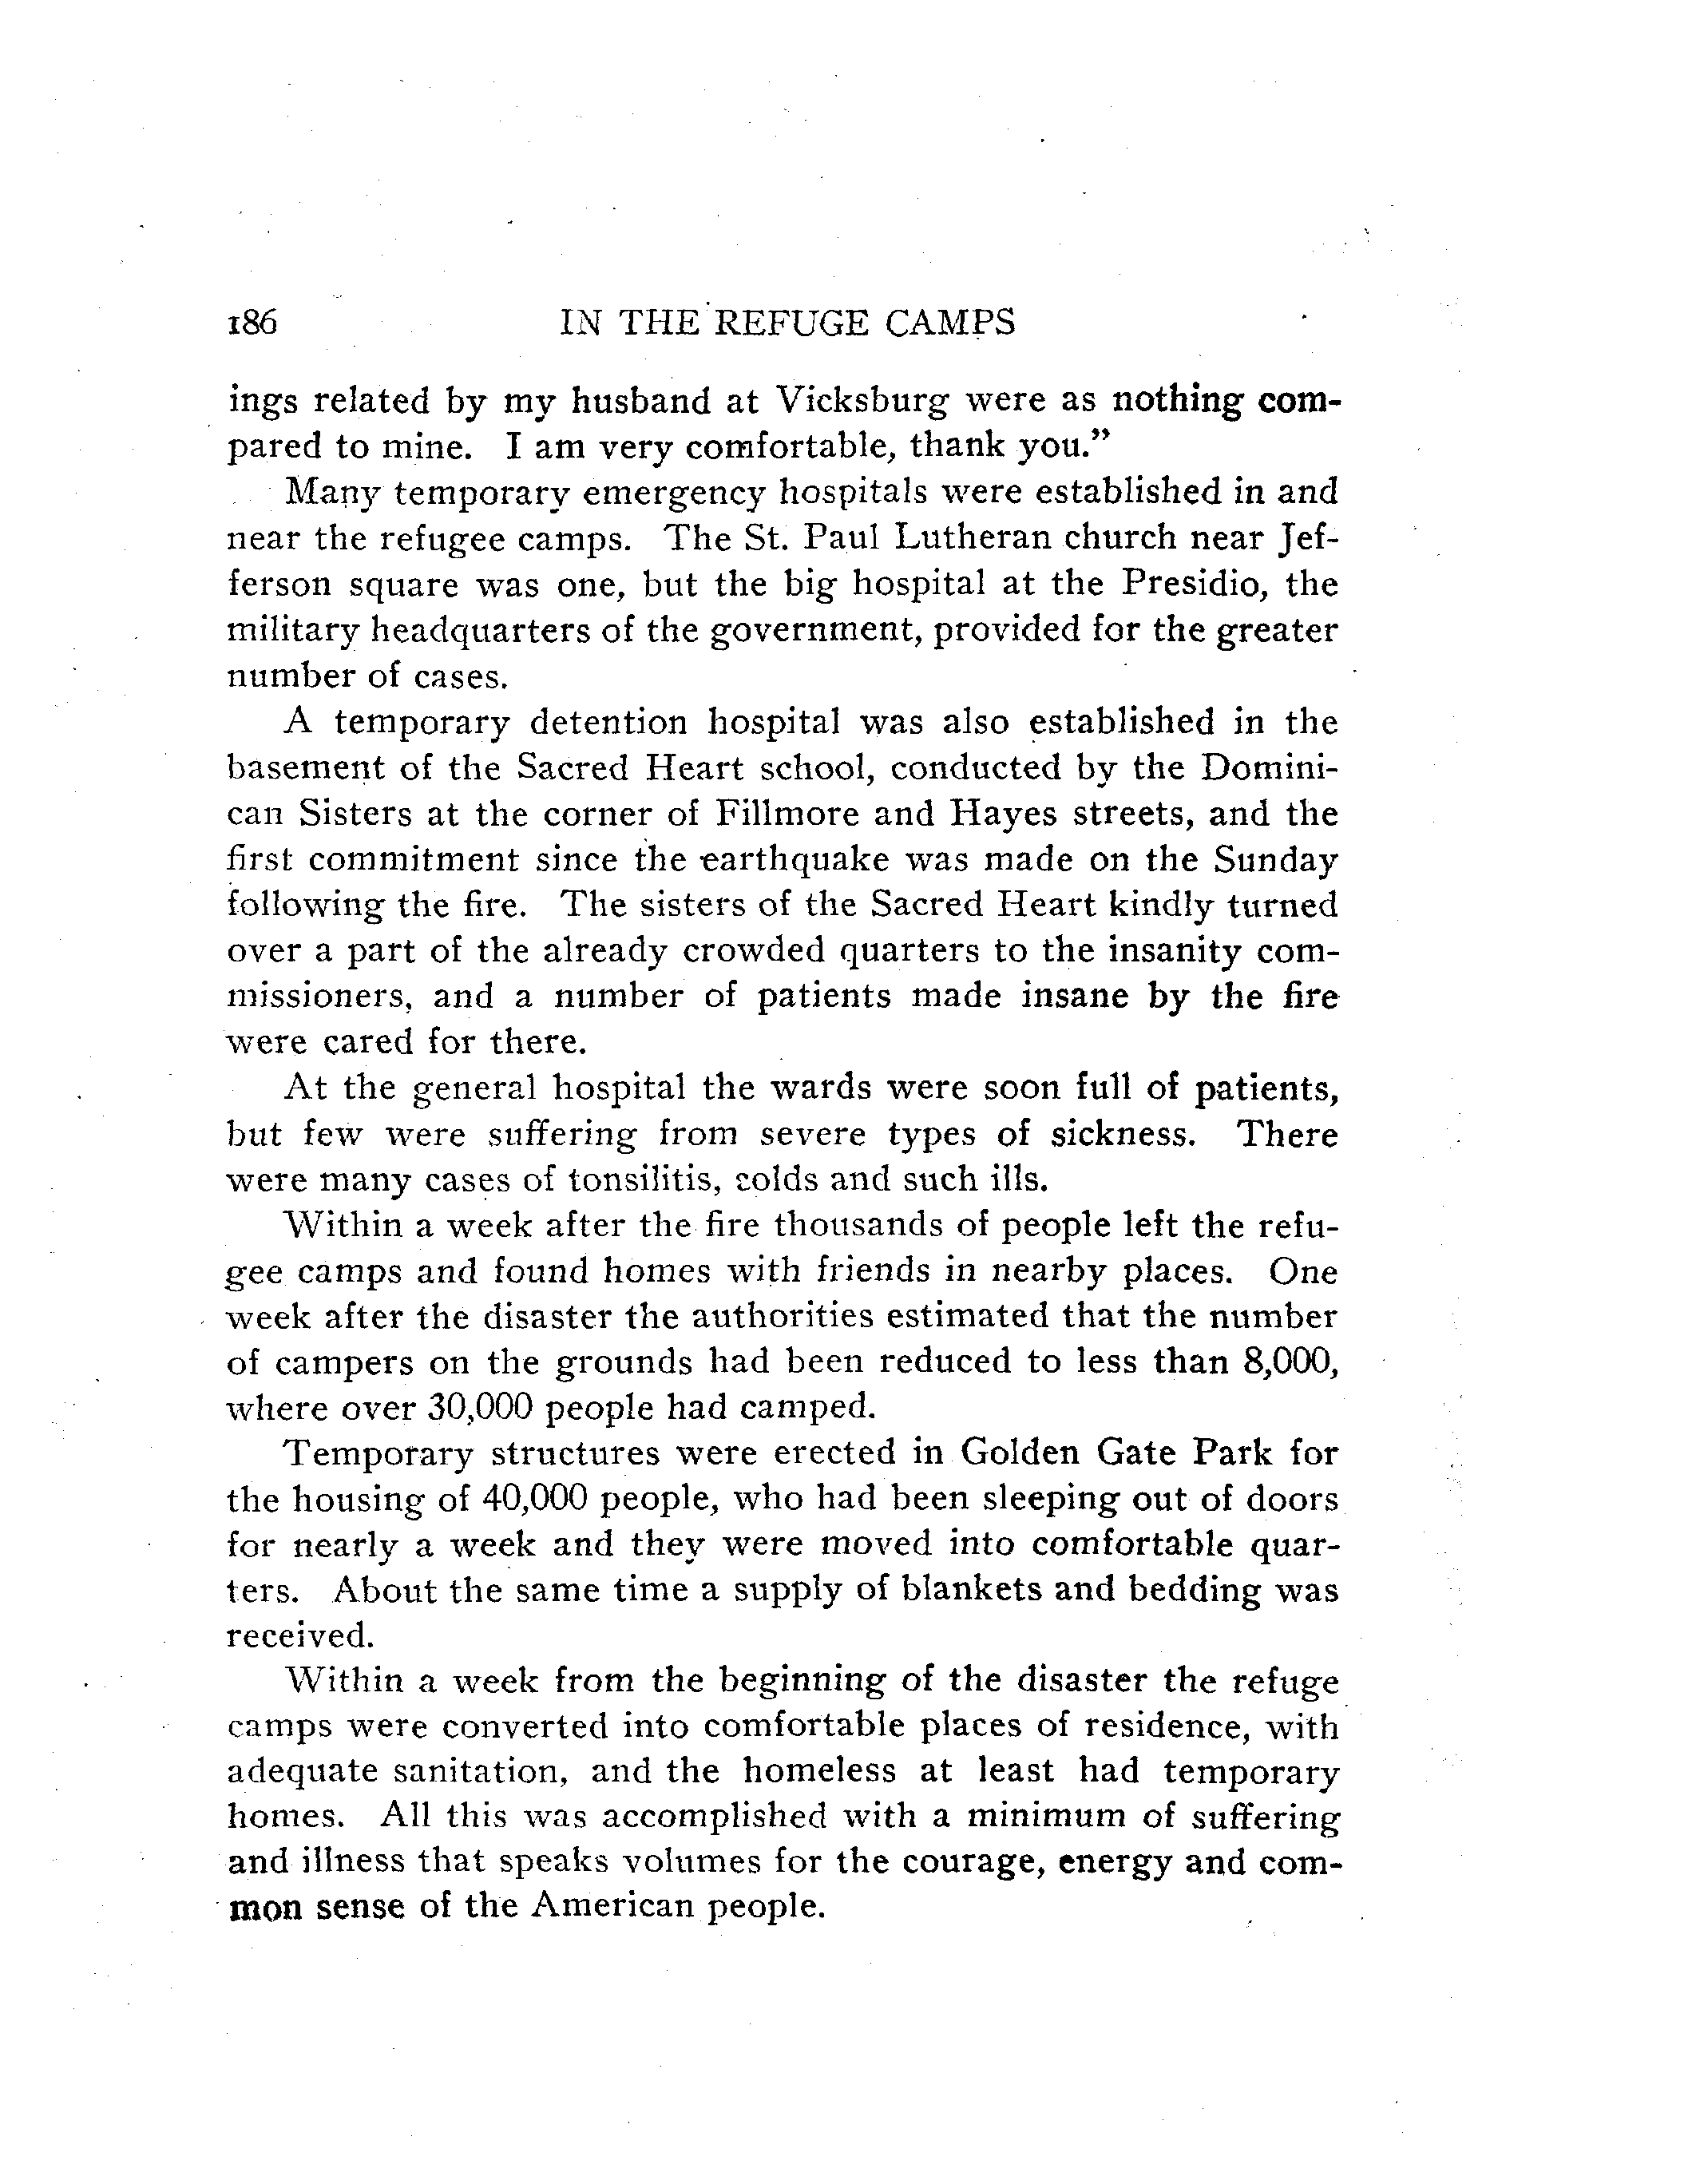 186 IN THE REFUGE CAMPS
ings related by my husband at Vicksburg were as nothing com-
pared to mine. I am very comfortable, thank you.”
Many temporary emergency hospitals were established in and
near the refugee camps. The St. Paul Lutheran church near Jef-
ferson square was one, but the big hospital at the Presidio, the
military headquarters of the government, provided for the greater
number of cases.
A temporary detention hospital was also established in the
basement of the Sacred Heart school, conducted by the Domini-
can Sisters at the corner of Fillmore and Hayes streets, and the
first commitment since the earthquake was made on the Sunday
following the fire. The sisters of the Sacred Heart kindly turned
over a part of the already crowded quarters to the insanity com-
missioners, and a number of patients made insane by the fire
were cared for there.
At the general hospital the wards were soon full of patients,
but few were suffering from severe types of sickness. There
were many cases of tonsilitis, colds and such ills.
Within a week after the fire thousands of people left the refu-
gee camps and found homes with friends in nearby places. One
week after the disaster the authorities estimated that the number
of campers on the grounds had been reduced to less than 8,000,
where over 30,000 people had camped.
Temporary structures were erected in Golden Gate Park for
the housing of 40,000 people, who had been sleeping out of doors
for nearly a week and they were moved into comfortable quar-
ters. About the same time a supply of blankets and bedding was
received.
Within a week from the beginning of the disaster the refuge
camps were converted into comfortable places of residence, with
adequate sanitation, and the homeless at least had temporary
homes. All this was accomplished with a minimum of suffering
and illness that speaks volumes for the courage, energy and com-
mon sense of the American people.